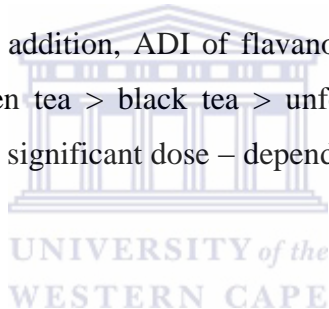 addition, ADI of flavano
en tea > black tea > unf
significant dose – depend
UNIVERSITY of the
WESTERN CAPE